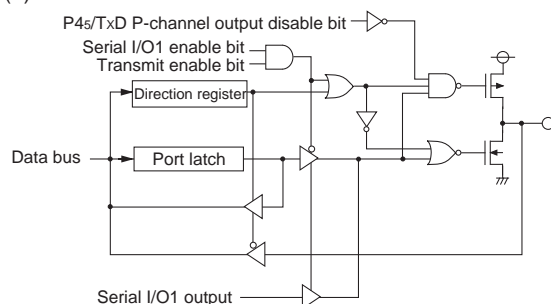 P45/TxD P-channel output disable bit
Serial I/O1 enable bit
Transmit enable bit
Direction register
Data bus
Port latch
Serial I/O1 output